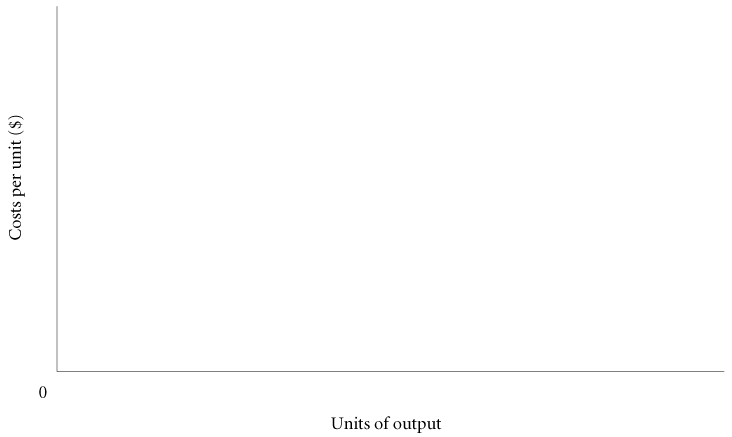 Costs per unit ($)
0
Units of output